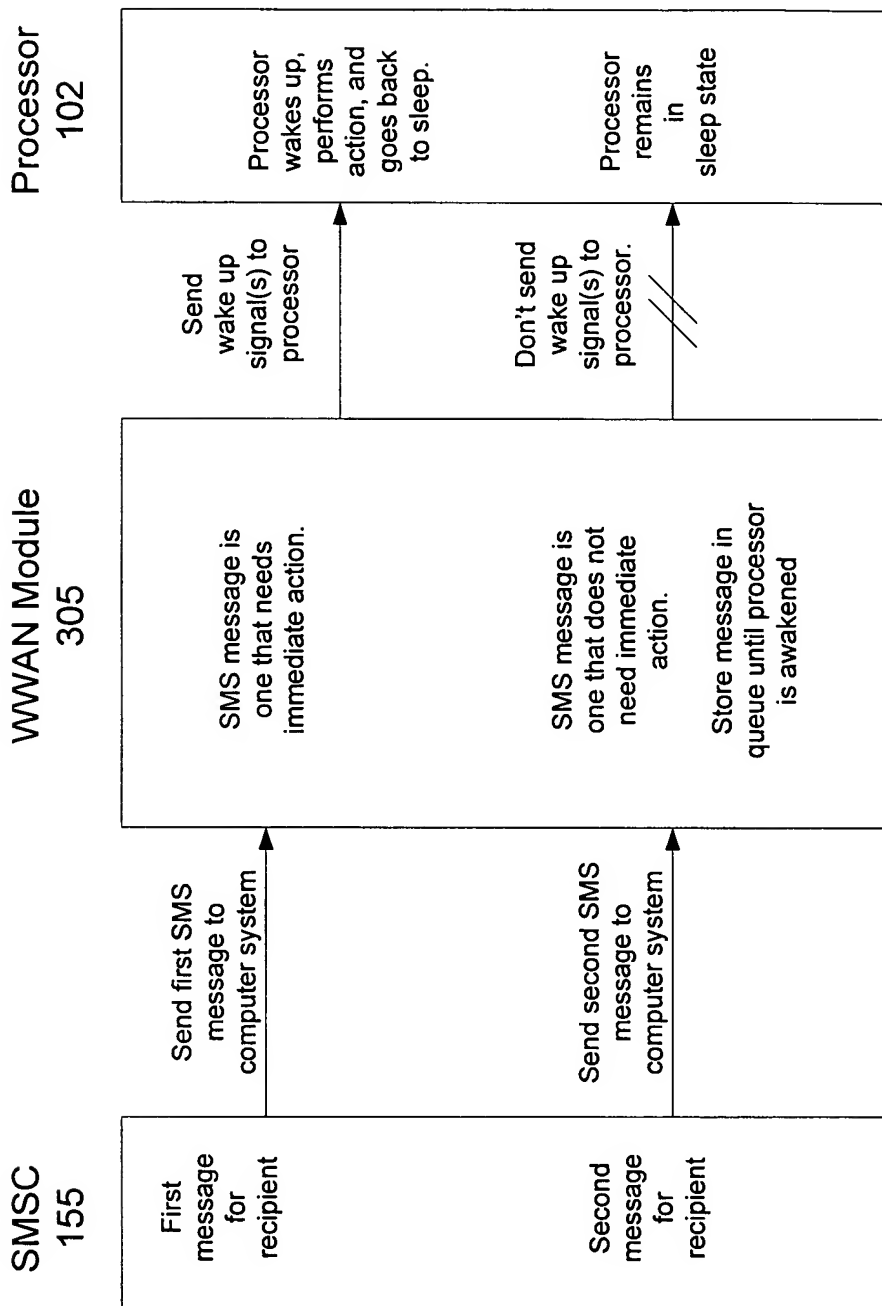 SMSC
155
WWAN Module
305
Processor
102
First
message
for
recipient
Send first SMS
message to
computer system
SMS message is
one that needs
immediate action.
Send
wake up
signal(s) to
processor
Processor
wakes up,
performs
action, and
goes back
to sleep.
Second
message
for
recipient
Send second SMS
message to
computer system
SMS message is
one that does not
need immediate
action.
Store message in
queue until processor
is awakened
Don't send
wake up
signal(s) to
processor.
Processor
remains
in
sleep state